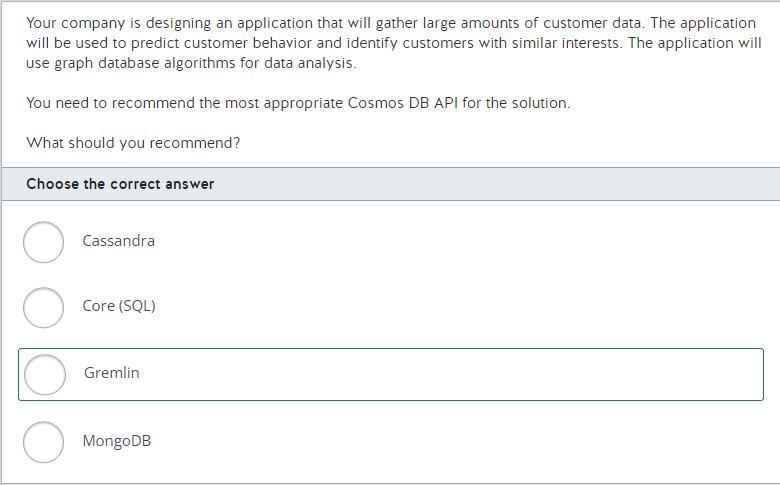 Your company is designing an application that will gather large amounts of customer data. The application
will be used to predict customer behavior and identify customers with similar interests. The application will
use graph database algorithms for data analysis.
You need to recommend the most appropriate Cosmos DB API for the solution.
What should you recommend?
Choose the correct answer
Cassandra
Core (SQL)
Gremlin
MongoDB